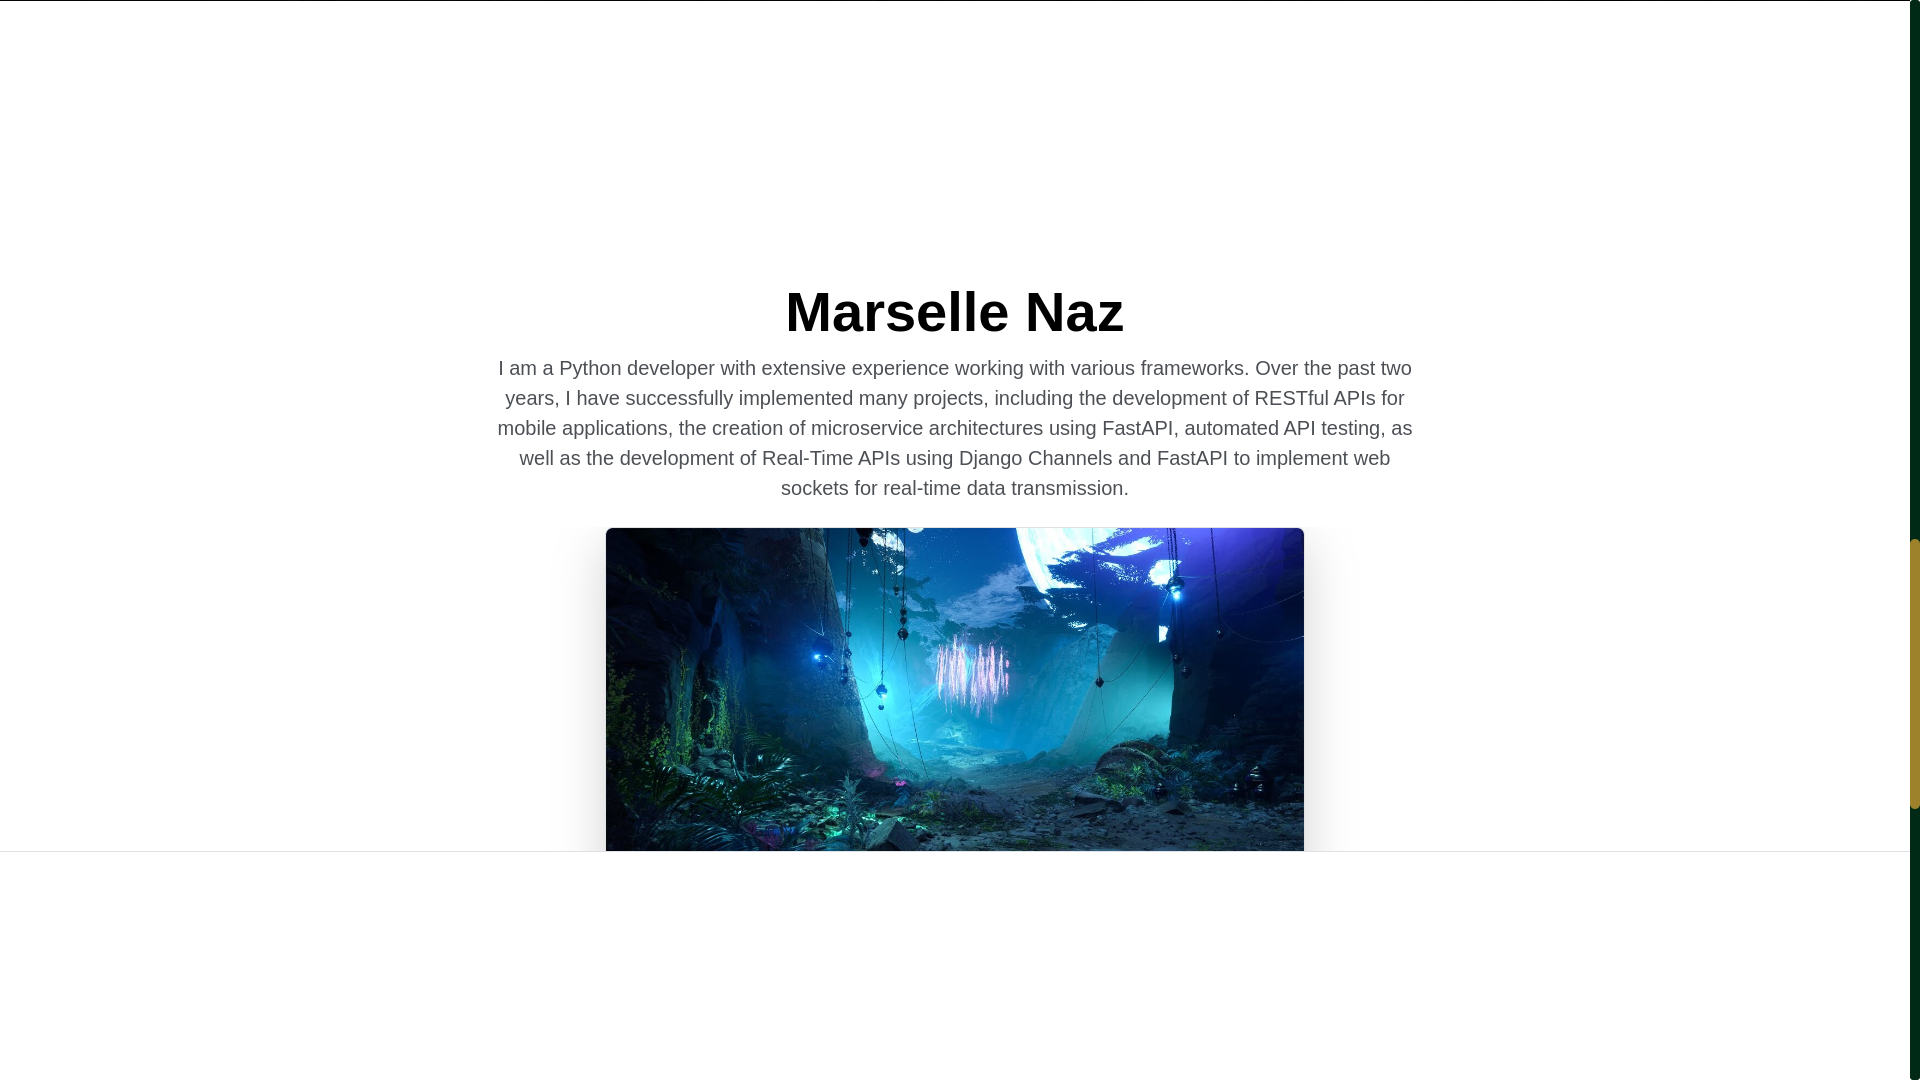 Marselle Naz
I am a Python developer with extensive experience working with various frameworks. Over the past two
years, I have successfully implemented many projects, including the development of RESTful APIs for
mobile applications, the creation of microservice architectures using FastAPI, automated API testing, as
well as the development of Real-Time APIs using Django Channels and FastAPI to implement web
sockets for real-time data transmission.